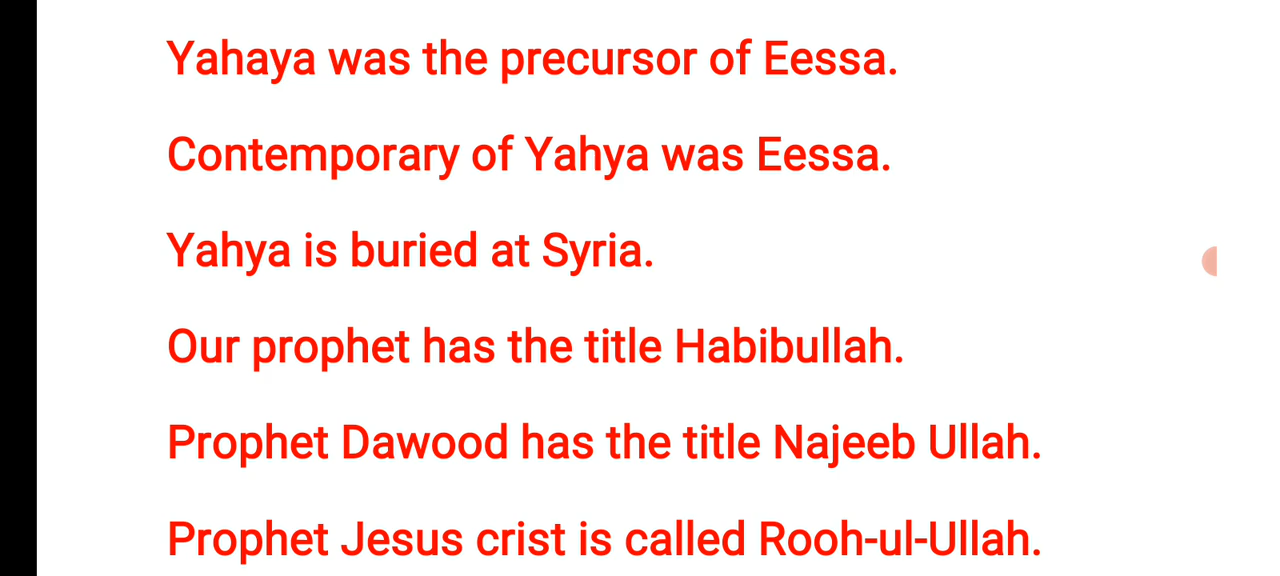 Yahaya was the precursor of Eessa.
Contemporary of Yahya was Eessa.
Yahya is buried at Syria.
Our prophet has the title Habibullah.
Prophet Dawood has the title Najeeb Ullah.
Prophet Jesus crist is called Rooh-ul-Ullah.